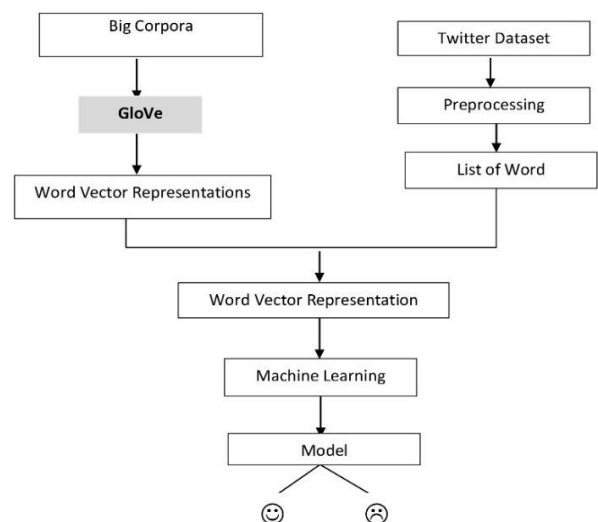 Big Corpora
Twitter Dataset
GloVe
Preprocessing
Word Vector Representations
List of Word
Word Vector Representation
Machine Learning
Model